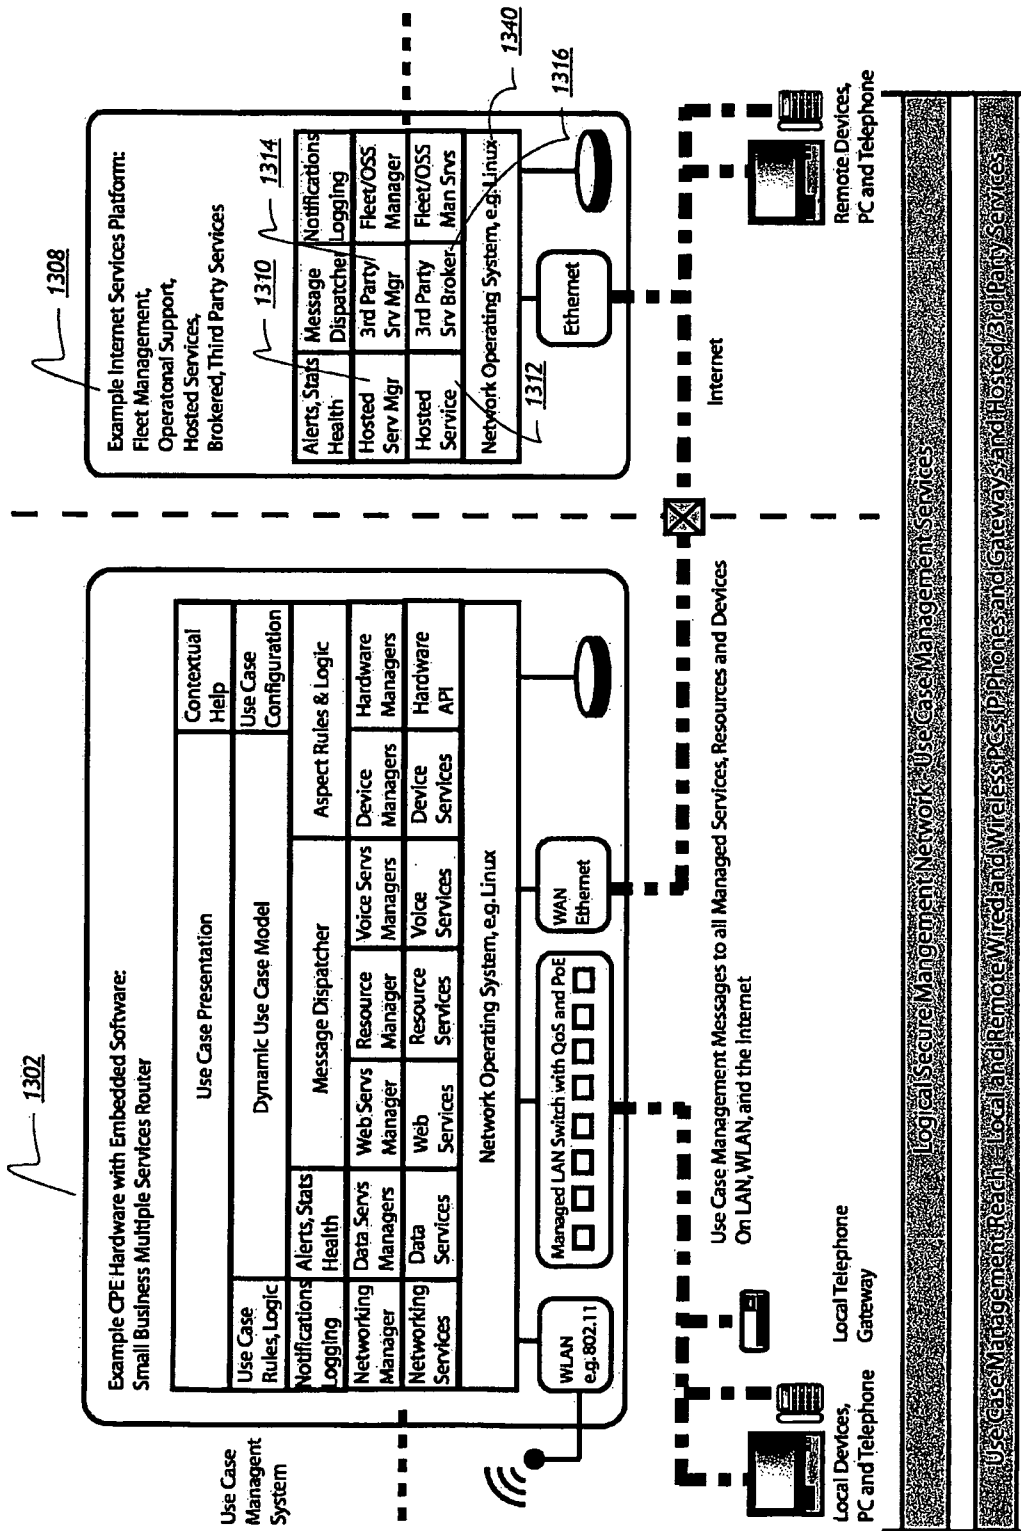 1302
Example CPE Hardware with Embedded Software:
Small Business Multiple Services Router
Use Case
Managent
System
Use Case Presentation
Contextual
Help
Use Case
Rules, Logic
Dynamic Use Case Model
Use Case
Configuration
Notifications
Logging
Alerts, Stats
Health
Message Dispatcher
Aspect Rules & Logic
Networking
Manager
Data Servs
Managers
Web Servs
Manager
Resource
Manager
Voice Servs
Managers
Device
Managers
Hardware
Managers
Networking
Services
Data
Services
Web
Services
Resource
Services
Voice
Services
Device
Services
Hardware
API
Network Operating System, e.g. Linux
WLAN
e.g. 802.11
Managed LAN Switch with QoS and PoE
WAN
Ethernet
1308
Example Internet Services Platform:
Fleet Management,
Operatonal Support,
Hosted Services,
Brokered, Third Party Services
1310
1314
Alerts, Stats
Health
Message
Dispatcher
Notifications
Logging
Hosted
Serv Mgr
3rd Party
Srv Mgr
Fleet/OSS
Manager
Hosted
Service
3rd Party
Srv Broker
Fleet/OSS
Man Srvs
Network Operating System, e.g. Linux
1340
1312
1316
Ethernet
Internet
Use Case Management Messages to all Managed Services, Resources and Devices
On LAN, WLAN, and the Internet
Local Devices,
PC and Telephone
Local Telephone
Gateway
Remote Devices,
PC and Telephone
Logical Secure Mangement Network - Use Case Management Services
Use Case Management Reach - Local and Remote Wired and Wireless PCs, IP Phones and Gateways, and Hosted/3rd Party Services